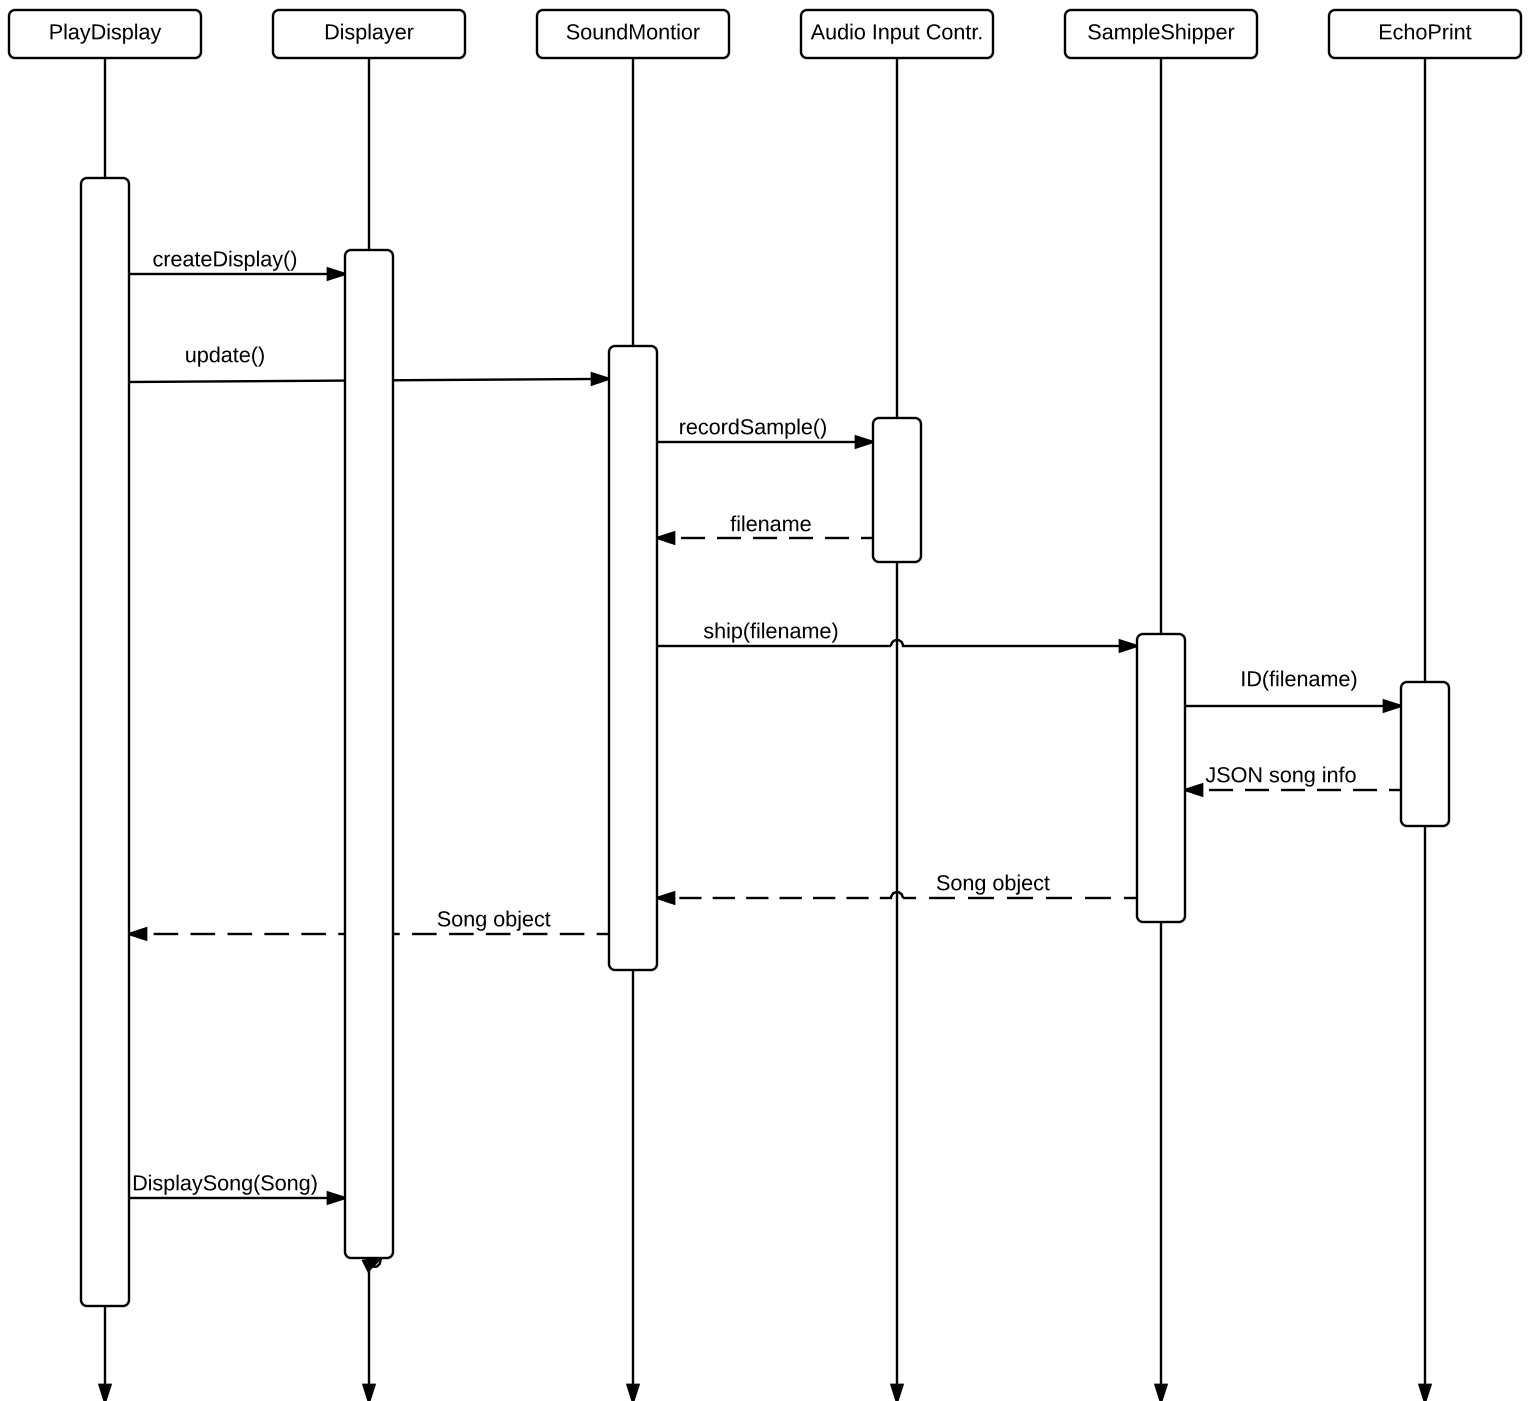 PlayDisplay
Displayer
SoundMontior
Audio Input Contr.
SampleShipper
EchoPrint
createDisplay()
update()
recordSample()
filename
ship(filename)
ID(filename)
JSON song info
Song object
Song object
DisplaySong(Song)